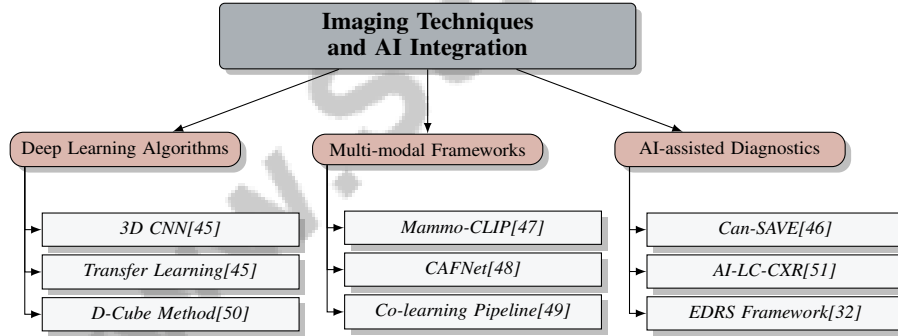 Imaging Techniques
and AI Integration
Deep Learning Algorithms
Multi-modal Frameworks
AI-assisted Diagnostics
3D CNN[45]
Mammo-CLIP[47]
Can-SAVE[46]
Transfer Learning[45]
CAFNet[48]
AI-LC-CXR[51]
D-Cube Method[50]
Co-learning Pipeline[49]
EDRS Framework[32]